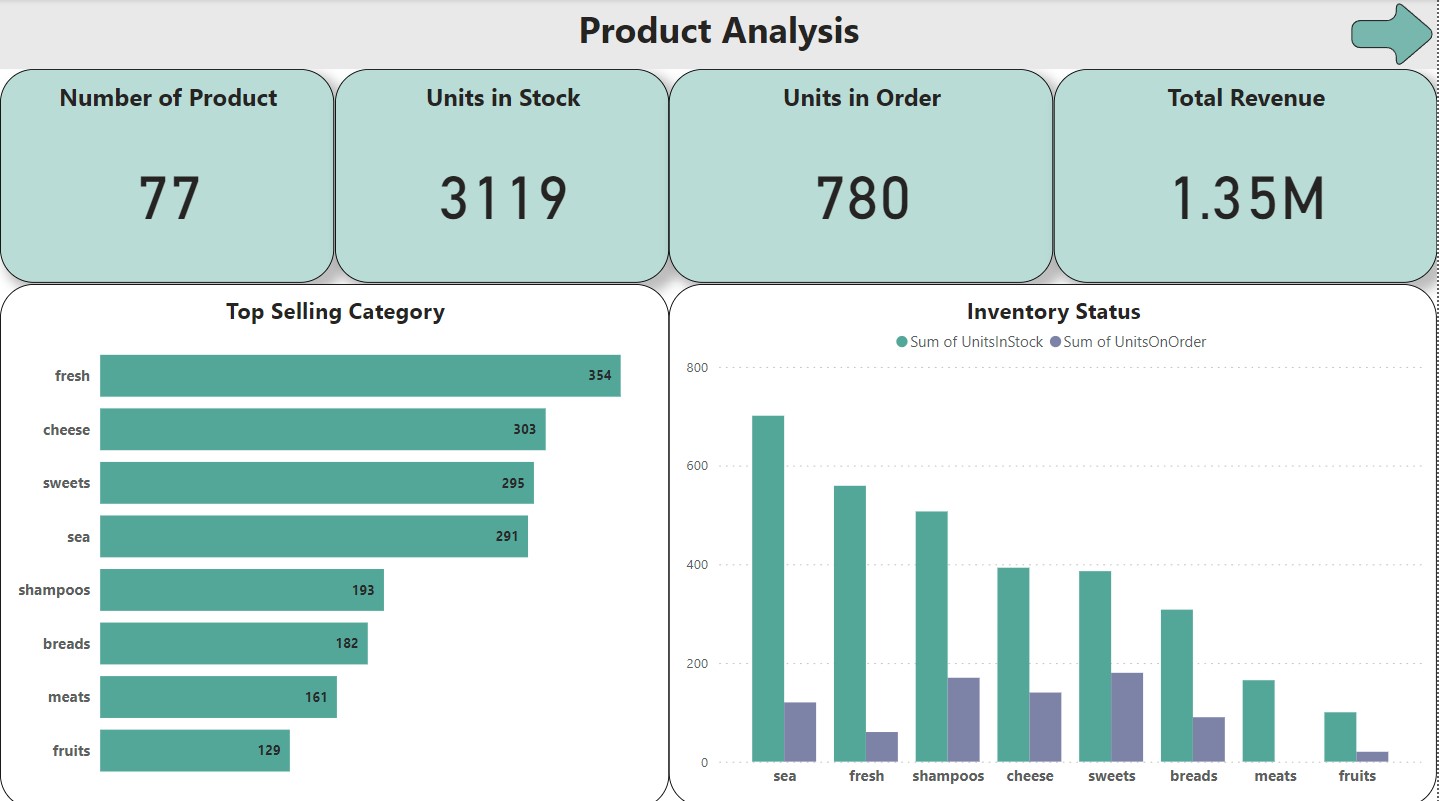 Product Analysis
Number of Product
77
Units in Stock
3119
Units in Order
780
Total Revenue
1.35M
Top Selling Category
fresh 354
cheese 303
sweets 295
sea 291
shampoos 193
breads 182
meats 161
fruits 129
Inventory Status
Sum of UnitsInStock Sum of UnitsOnOrder
800
600
400
200
0
sea fresh shampoos cheese sweets breads meats fruits